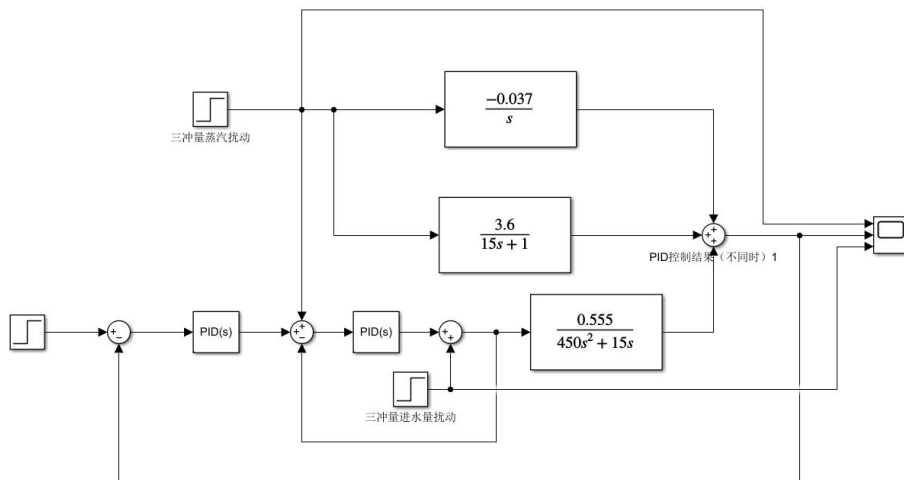 -0.037
s
三冲量蒸汽扰动
3.6
15s + 1
+
+
+
PID控制结果（不同时）1
+
−
PID(s)
+
+
−
PID(s)
+
+
0.555
450s² + 15s
三冲量进水量扰动